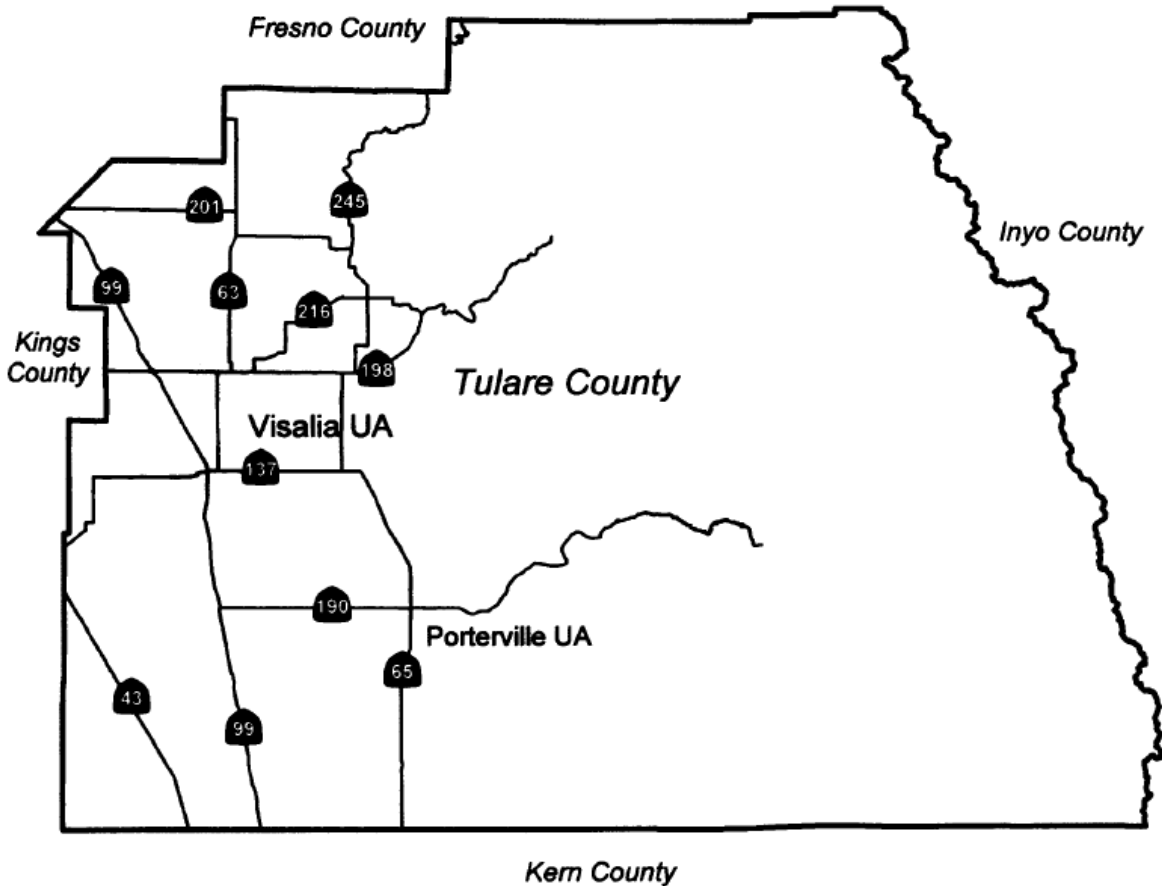 Fresno County
201
245
Inyo County
99
63
216
Kings
County
198
Tulare County
Visalia UA
137
190
Porterville UA
65
43
99
Kern County